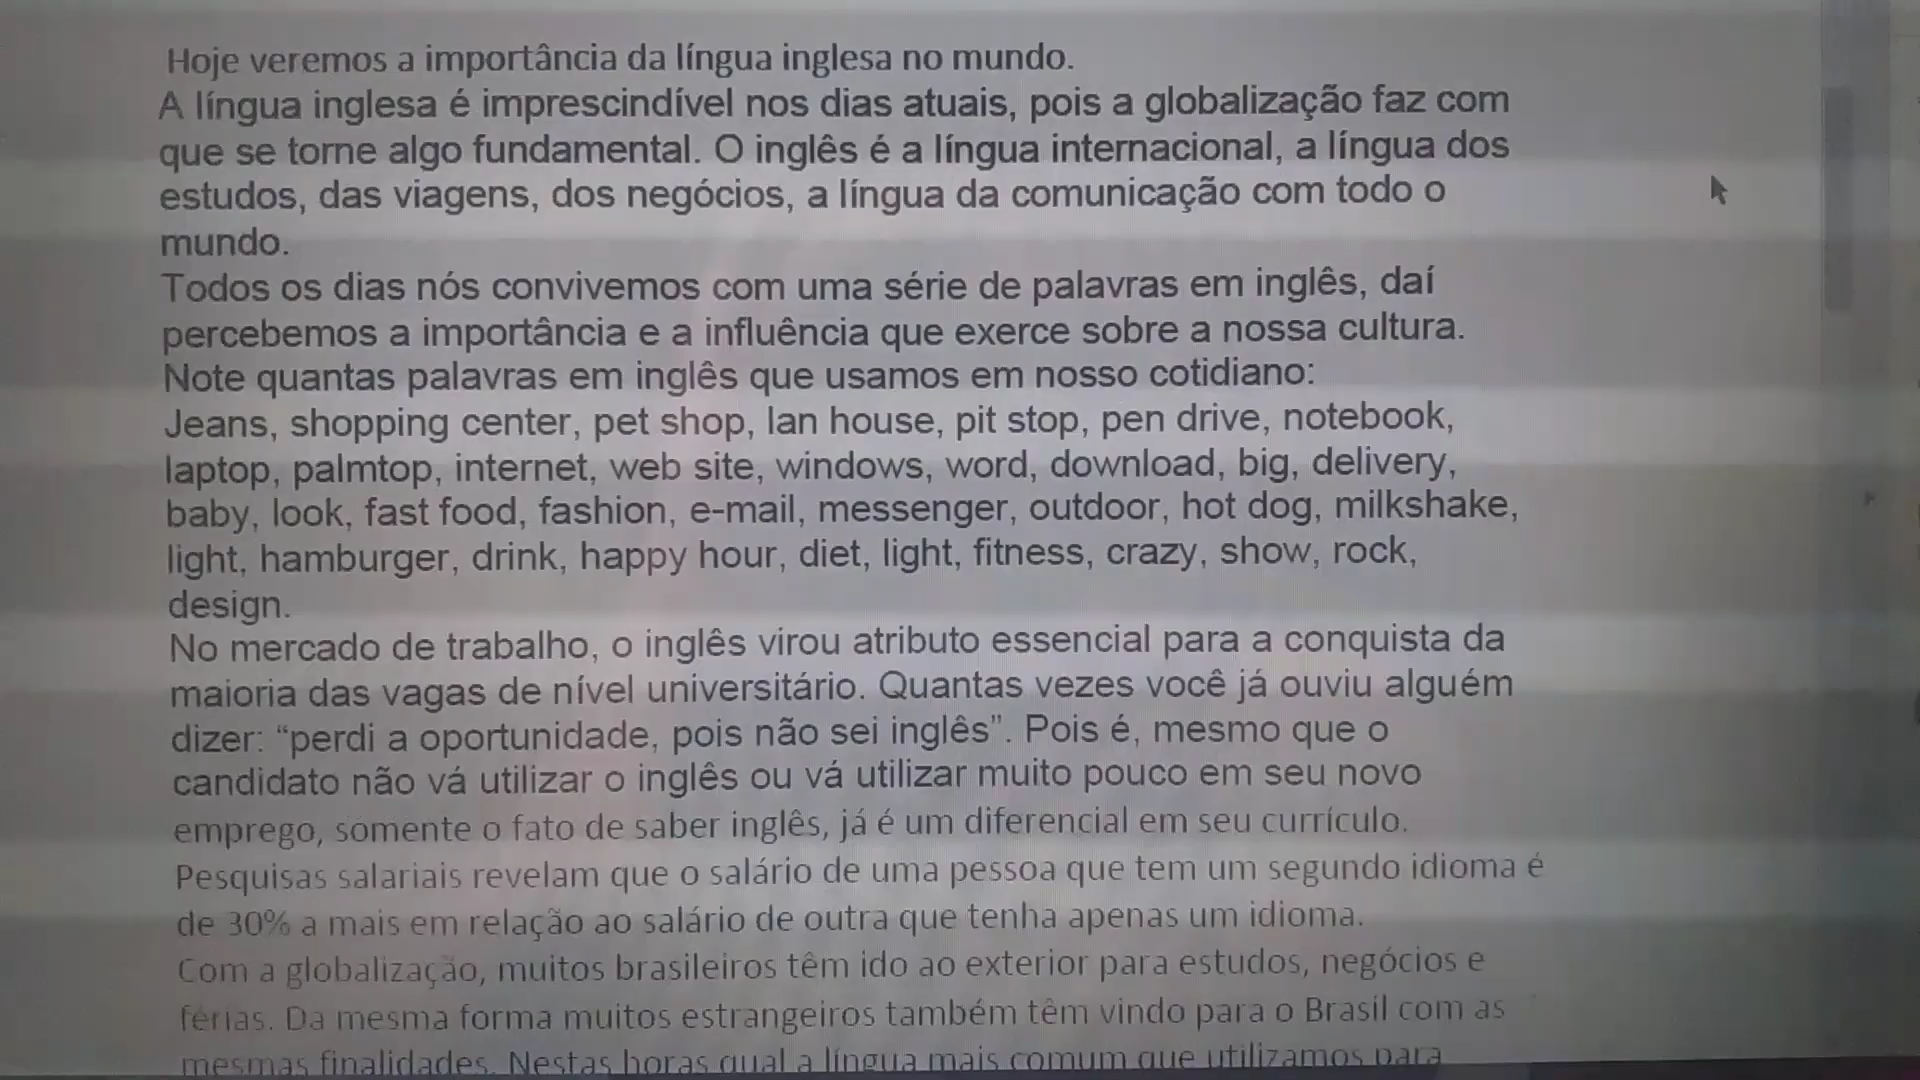 Hoje veremos a importância da língua inglesa no mundo.
A língua inglesa é imprescindível nos dias atuais, pois a globalização faz com
que se torne algo fundamental. O inglês é a língua internacional, a língua dos
estudos, das viagens, dos negócios, a língua da comunicação com todo o
mundo.
Todos os dias nós convivemos com uma série de palavras em inglês, daí
percebemos a importância e a influência que exerce sobre a nossa cultura.
Note quantas palavras em inglês que usamos em nosso cotidiano:
Jeans, shopping center, pet shop, lan house, pit stop, pen drive, notebook,
laptop, palmtop, internet, web site, windows, word, download, big, delivery,
baby, look, fast food, fashion, e-mail, messenger, outdoor, hot dog, milkshake,
light, hamburger, drink, happy hour, diet, light, fitness, crazy, show, rock,
design.
No mercado de trabalho, o inglês virou atributo essencial para a conquista da
maioria das vagas de nível universitário. Quantas vezes você já ouviu alguém
dizer: “perdi a oportunidade, pois não sei inglês”. Pois é, mesmo que o
candidato não vá utilizar o inglês ou vá utilizar muito pouco em seu novo
emprego, somente o fato de saber inglês, já é um diferencial em seu currículo.
Pesquisas salariais revelam que o salário de uma pessoa que tem um segundo idioma é
de 30% a mais em relação ao salário de outra que tenha apenas um idioma.
Com a globalização, muitos brasileiros têm ido ao exterior para estudos, negócios e
férias. Da mesma forma muitos estrangeiros também têm vindo para o Brasil com as
mesmas finalidades. Nestas horas qual a língua mais comum que utilizamos para